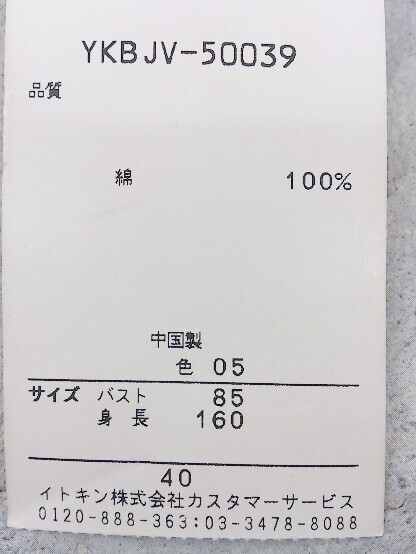 YKBJV-50039
品質
綿 100%
中国製
色 05
サイズ バスト 85
身長 160
40
イトキン株式会社カスタマーサービス
0120-888-363:03-3478-8088